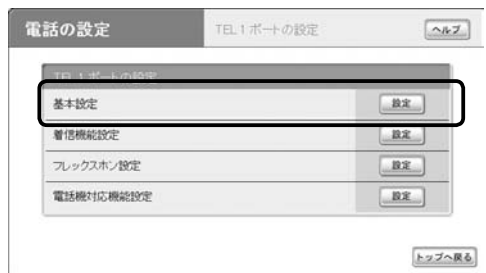 電話の設定 TEL 1 ポートの設定 ヘルプ
TEL 1 ポートの設定
基本設定 設定
着信機能設定 設定
フレックスホン設定 設定
電話機対応機能設定 設定
トップへ戻る